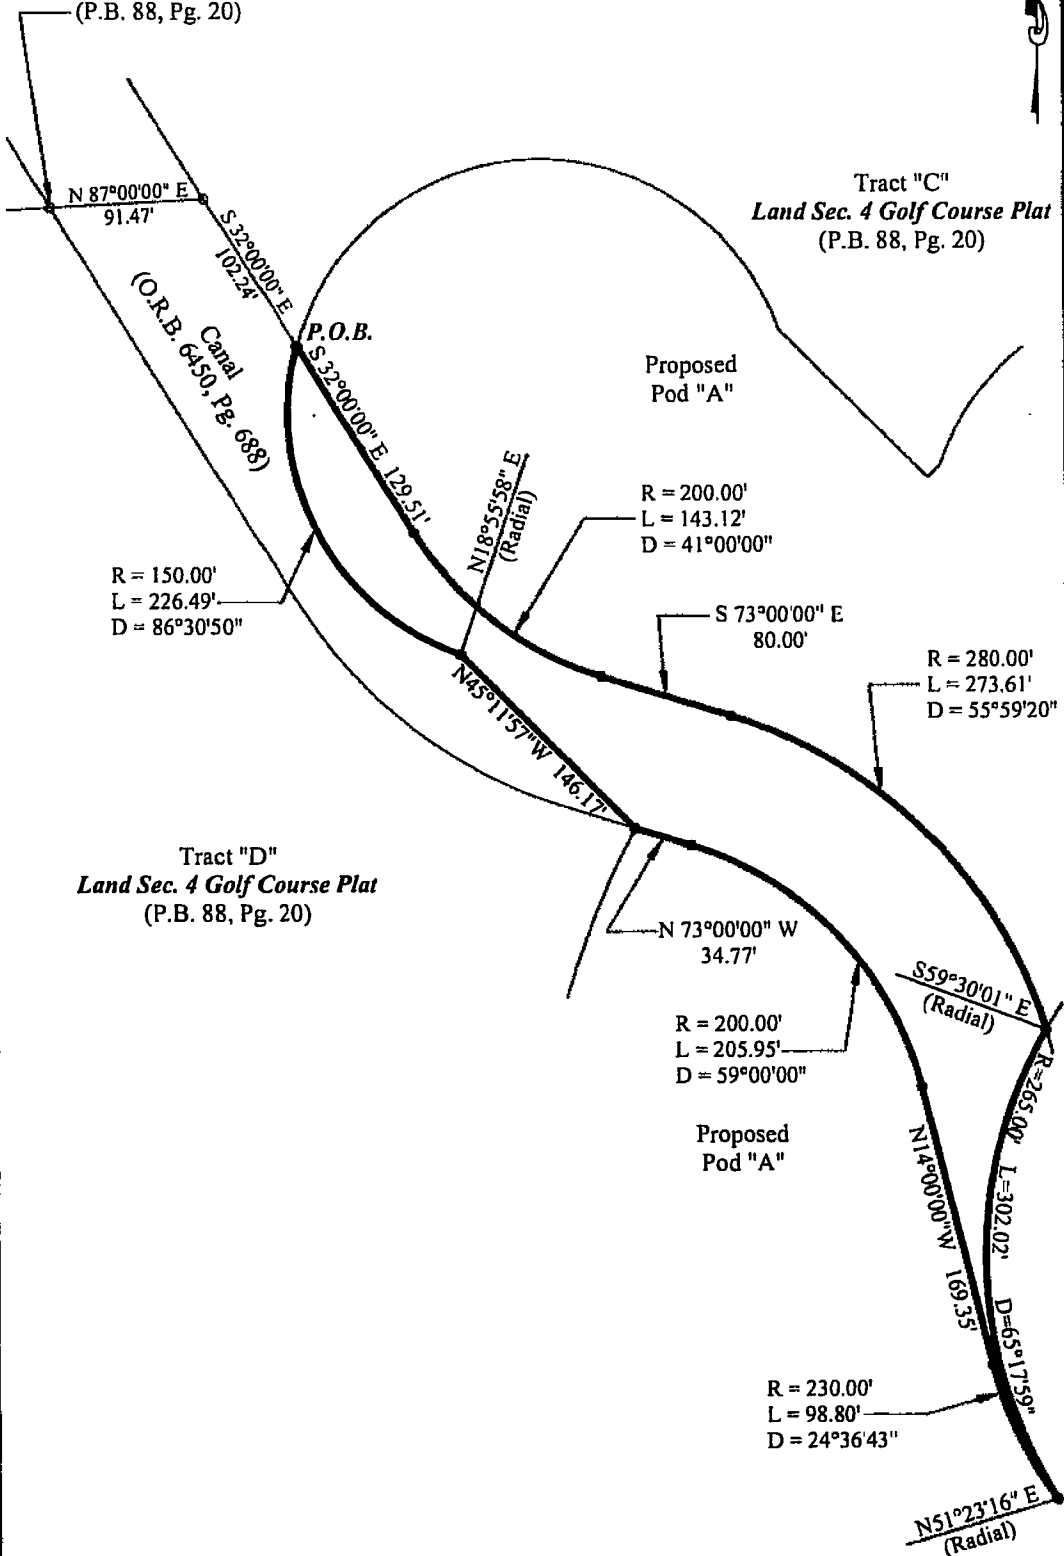 (P.B. 88, Pg. 20)
Tract "C"
Land Sec. 4 Golf Course Plat
(P.B. 88, Pg. 20)
N 87°00'00" E
91.47'
S 32°00'00" E
102.24'
Canal
(O.R.B. 6450, Pg. 688)
P.O.B.
S 32°00'00" E 129.51'
Proposed
Pod "A"
N18°55'58" E
(Radial)
R = 200.00'
L = 143.12'
D = 41°00'00"
R = 150.00'
L = 226.49'
D = 86°30'50"
S 73°00'00" E
80.00'
R = 280.00'
L = 273.61'
D = 55°59'20"
N45°11'57"W 146.17'
Tract "D"
Land Sec. 4 Golf Course Plat
(P.B. 88, Pg. 20)
N 73°00'00" W
34.77'
S59°30'01" E
(Radial)
R = 200.00'
L = 205.95'
D = 59°00'00"
R=265.00' L=302.02' D=65°17'59"
Proposed
Pod "A"
N14°00'00"W 169.35'
R = 230.00'
L = 98.80'
D = 24°36'43"
N51°23'16" E
(Radial)